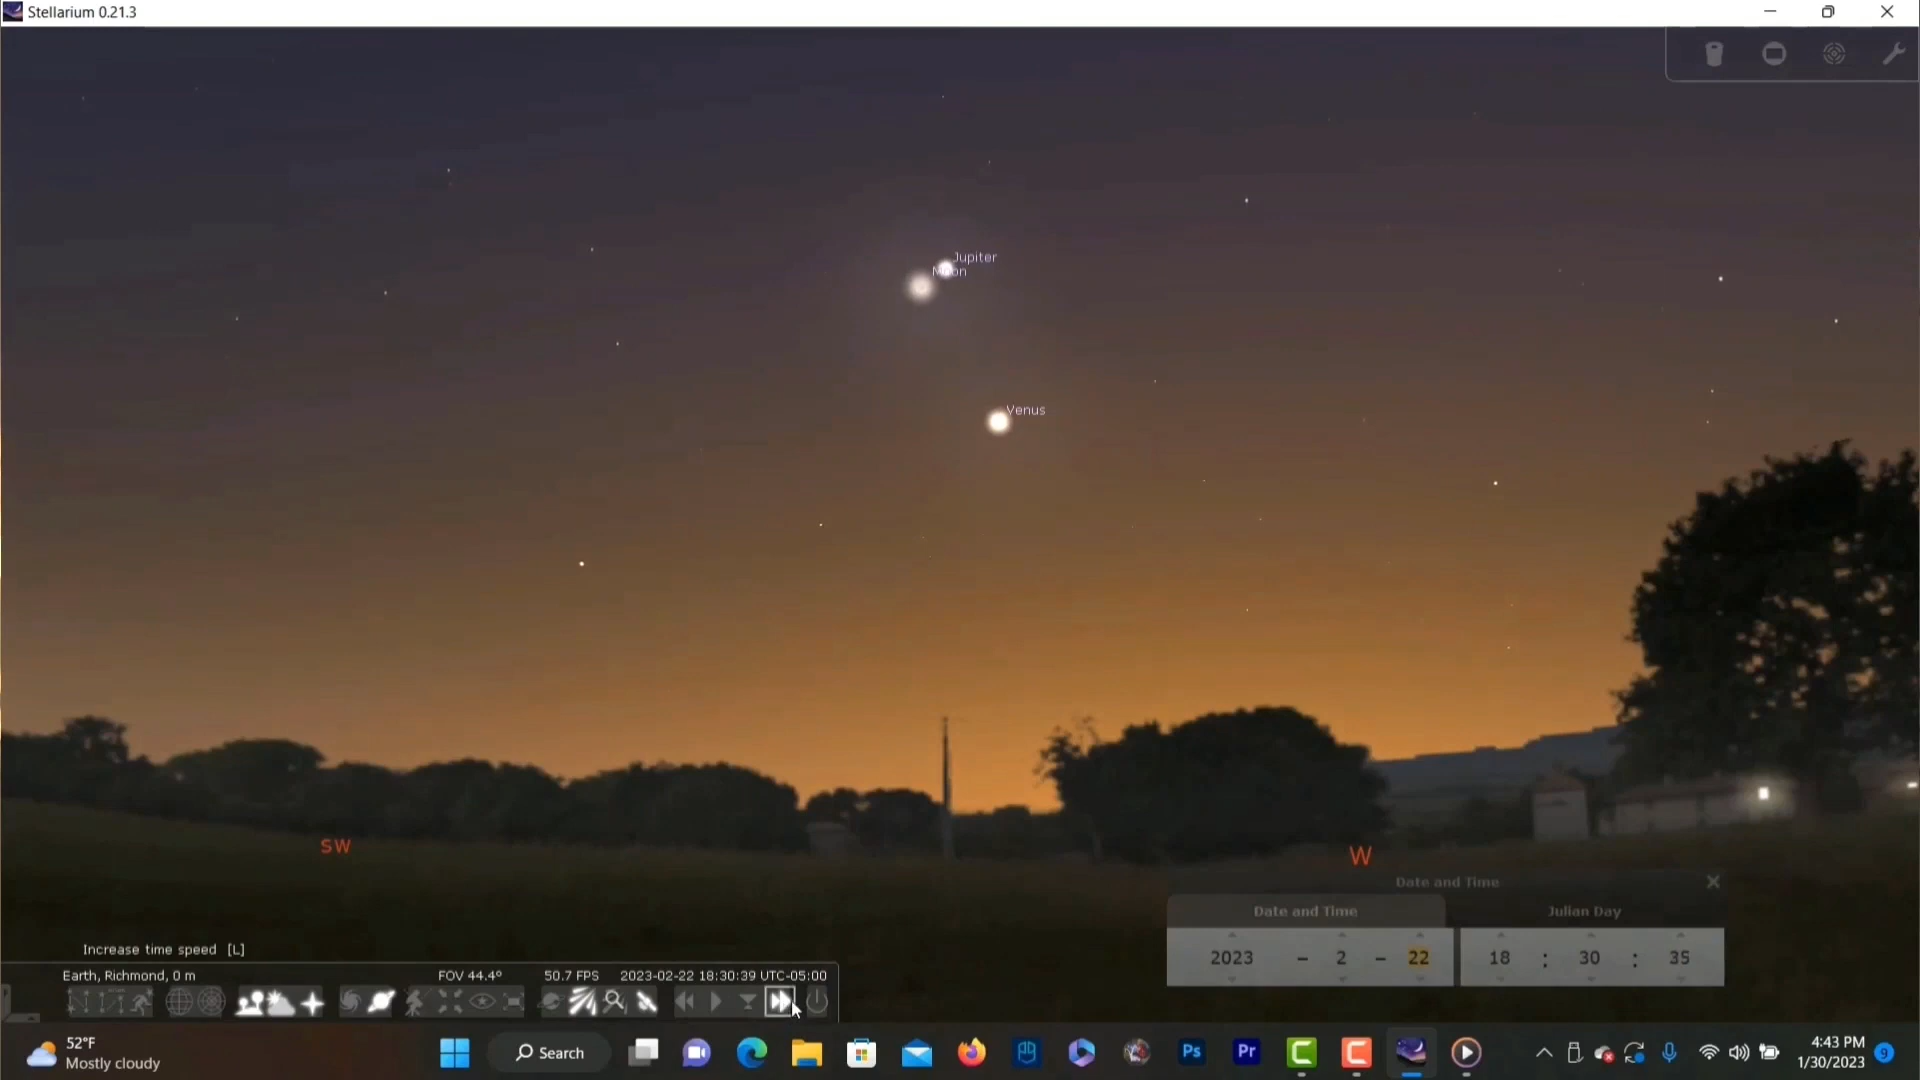 Stellarium 0.21.3
Jupiter
Moon
Venus
SW
W
Date and Time
Date and Time
Julian Day
2023 – 2 – 22
18 : 30 : 35
Increase time speed [L]
Earth, Richmond, 0 m
FOV 44.4°
50.7 FPS
2023-02-22 18:30:39 UTC-05:00
52°F
Mostly cloudy
Search
Ps
Pr
4:43 PM
1/30/2023
9